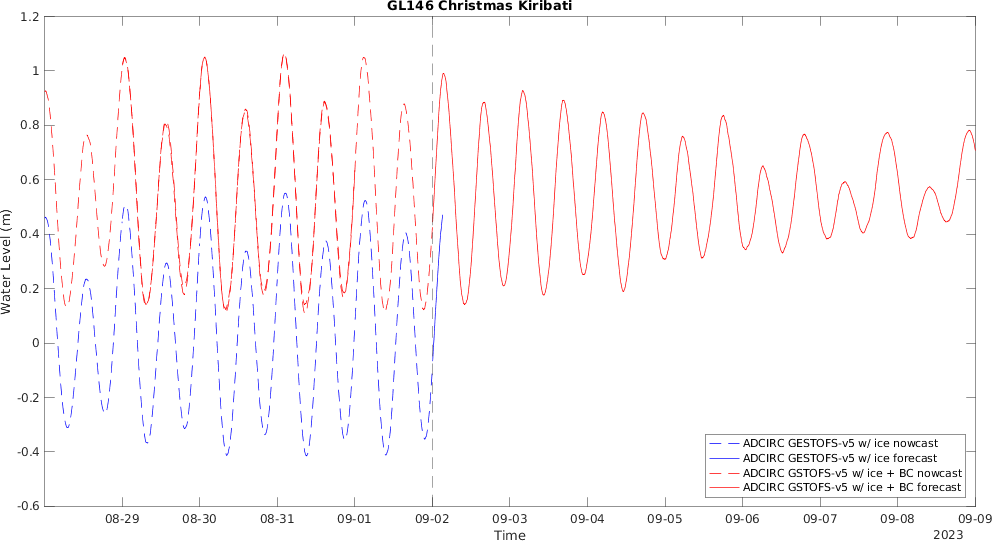 GL146 Christmas Kiribati
1.2
1
0.8
0.6
0.4
0.2
0
-0.2
-0.4
-0.6
Water Level (m)
ADCIRC GESTOFS-v5 w/ ice nowcast
ADCIRC GESTOFS-v5 w/ ice forecast
ADCIRC GSTOFS-v5 w/ ice + BC nowcast
ADCIRC GSTOFS-v5 w/ ice + BC forecast
08-29 08-30 08-31 09-01 09-02 09-03 09-04 09-05 09-06 09-07 09-08 09-09
Time
2023